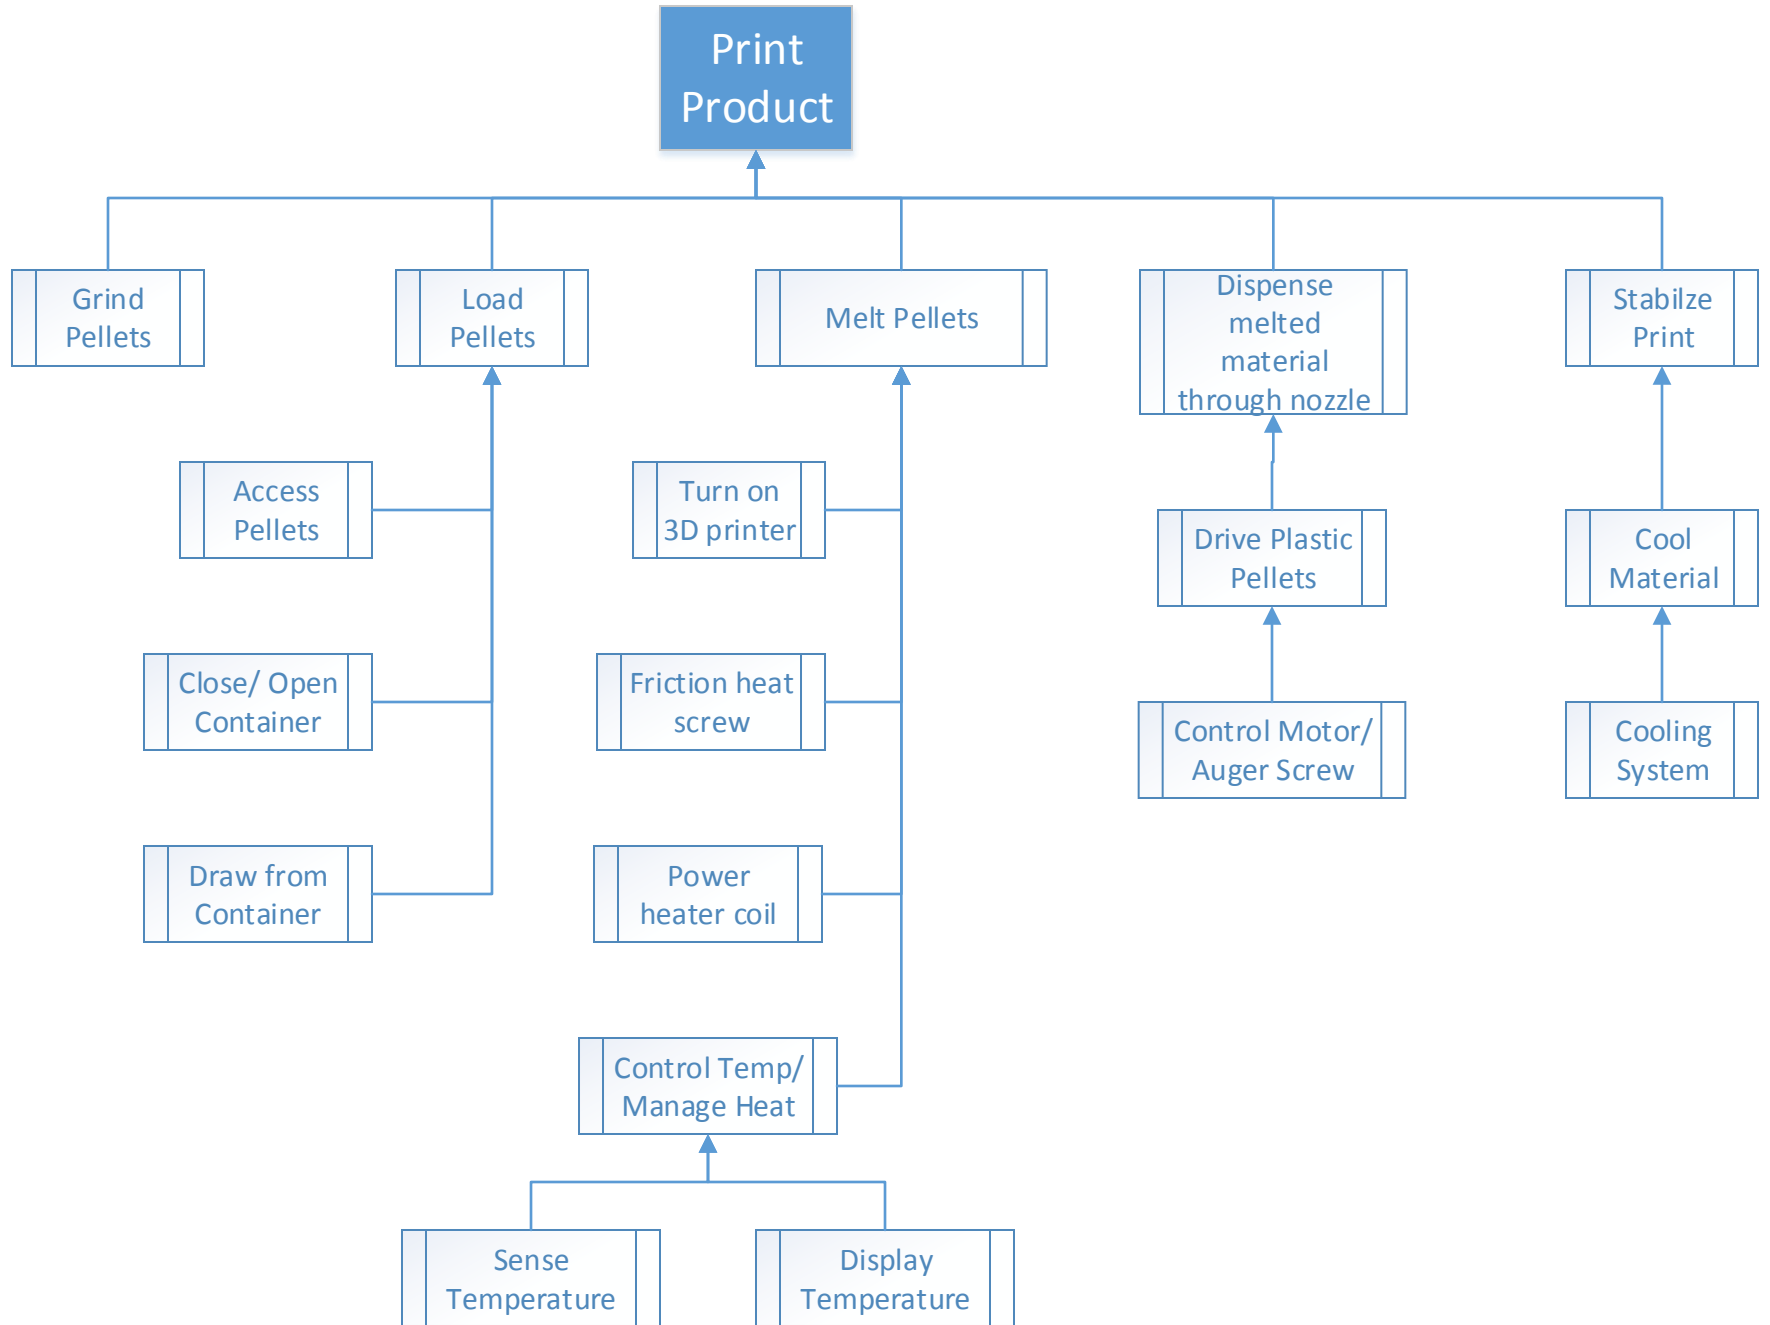 Print
Product
Grind
Pellets
Load
Pellets
Melt Pellets
Dispense
melted
material
through nozzle
Stabilze
Print
Access
Pellets
Turn on
3D printer
Drive Plastic
Pellets
Cool
Material
Close/ Open
Container
Friction heat
screw
Control Motor/
Auger Screw
Cooling
System
Draw from
Container
Power
heater coil
Control Temp/
Manage Heat
Sense
Temperature
Display
Temperature